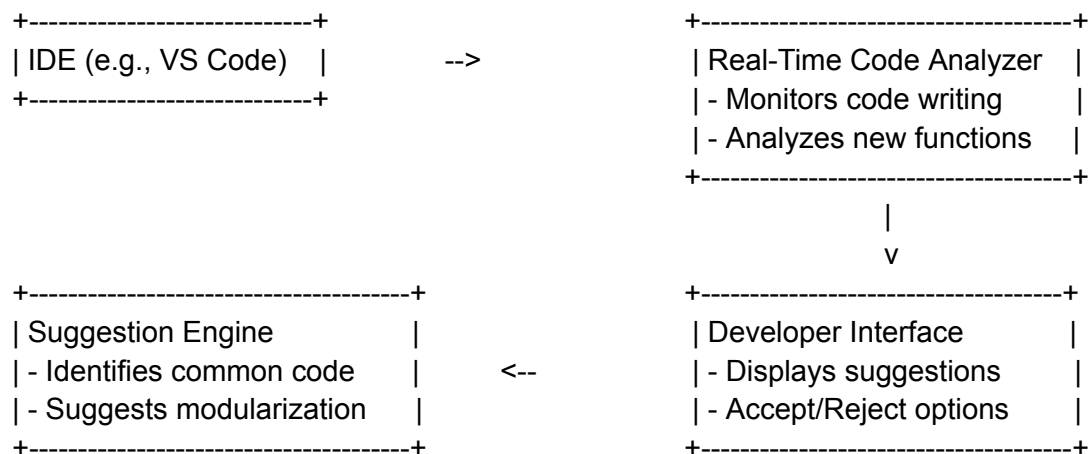 +-----------------------------+ +--------------------------------------+
| IDE (e.g., VS Code) | --> | Real-Time Code Analyzer |
+-----------------------------+ | - Monitors code writing |
| - Analyzes new functions |
+--------------------------------------+
|
v
+---------------------------------------+ +-------------------------------------+
| Suggestion Engine | | Developer Interface |
| - Identifies common code | <-- | - Displays suggestions |
| - Suggests modularization | | - Accept/Reject options |
+---------------------------------------+ +--------------------------------------+